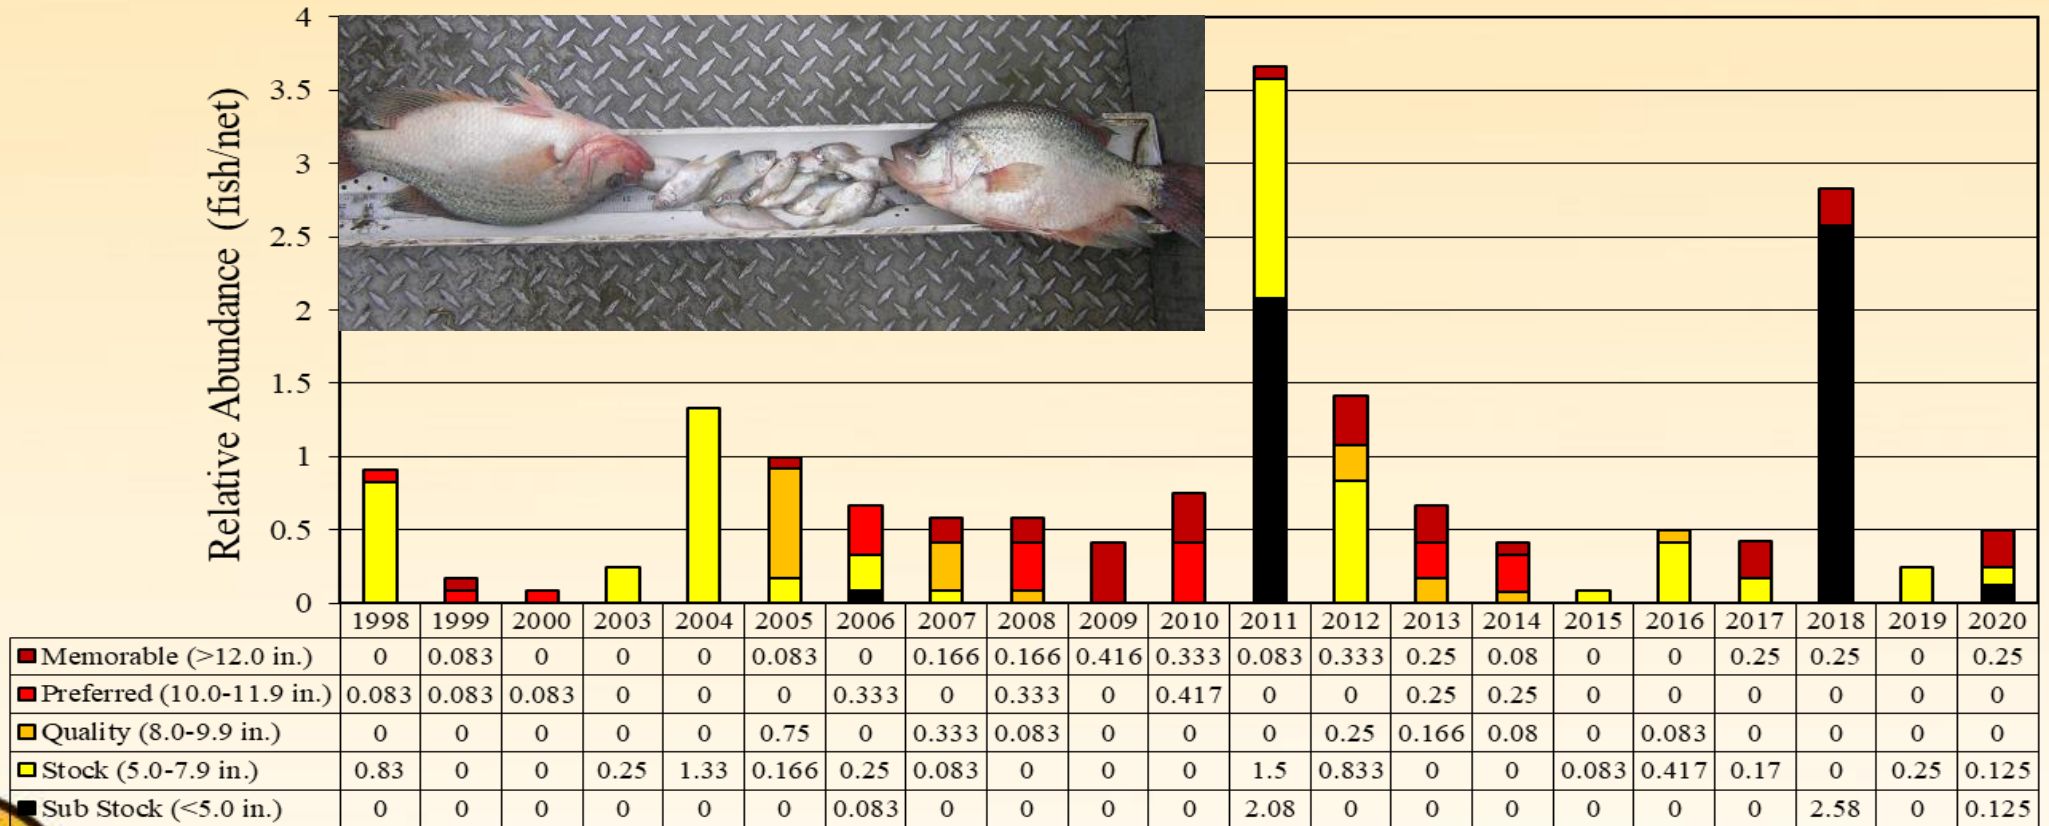 Relative Abundance (fish/net)
4
3.5
3
2.5
2
1.5
1
0.5
0
1998 1999 2000 2003 2004 2005 2006 2007 2008 2009 2010 2011 2012 2013 2014 2015 2016 2017 2018 2019 2020
Memorable (>12.0 in.) 0 0.083 0 0 0 0.083 0 0.166 0.166 0.416 0.333 0.083 0.333 0.25 0.08 0 0 0.25 0.25 0 0.25
Preferred (10.0-11.9 in.) 0.083 0.083 0.083 0 0 0 0.333 0 0.333 0 0.417 0 0 0.25 0.25 0 0 0 0 0 0
Quality (8.0-9.9 in.) 0 0 0 0 0 0.75 0 0.333 0.083 0 0 0 0.25 0.166 0.08 0 0.083 0 0 0 0
Stock (5.0-7.9 in.) 0.83 0 0 0.25 1.33 0.166 0.25 0.083 0 0 0 1.5 0.833 0 0 0.083 0.417 0.17 0 0.25 0.125
Sub Stock (<5.0 in.) 0 0 0 0 0 0 0.083 0 0 0 0 2.08 0 0 0 0 0 0 2.58 0 0.125